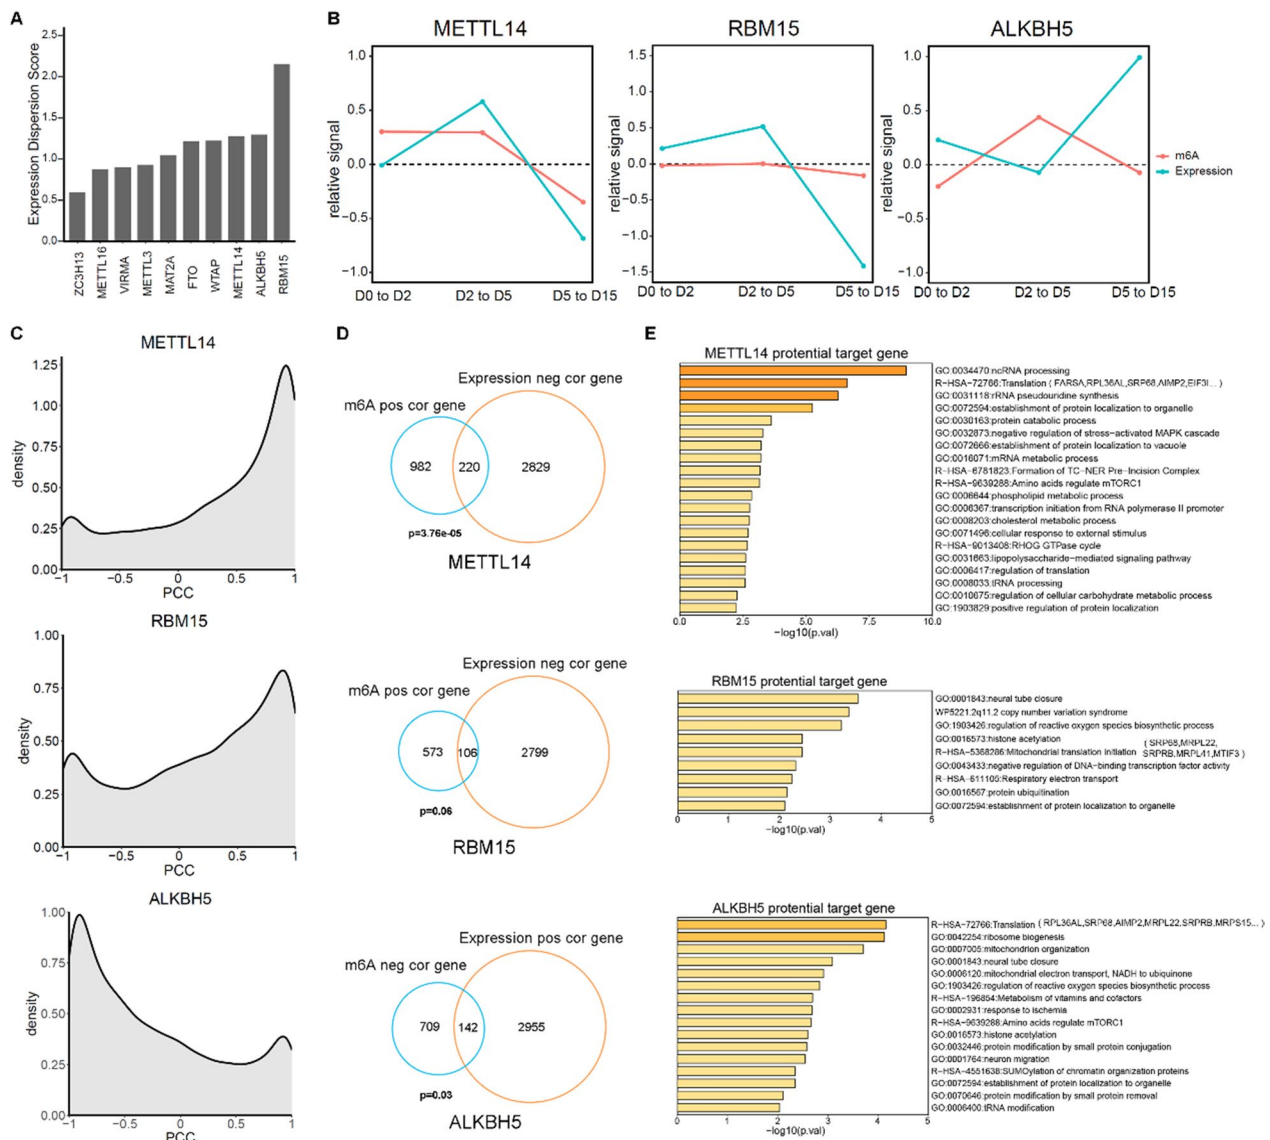 A
Expression Dispersion Score
2.5
2.0
1.5
1.0
0.5
0.0
ZC3H13
METTL16
VIRMA
METTL3
MAT2A
FTO
WTAP
METTL14
ALKBH5
RBM15
B
METTL14
relative signal
1.0
0.5
0.0
−0.5
−1.0
D0 to D2
D2 to D5
D5 to D15
RBM15
relative signal
1.5
1.0
0.5
0.0
−0.5
−1.0
−1.5
D0 to D2
D2 to D5
D5 to D15
ALKBH5
relative signal
1.0
0.5
0.0
−0.5
−1.0
D0 to D2
D2 to D5
D5 to D15
m6A
Expression
C
METTL14
density
1.25
1.00
0.75
0.50
0.25
0.00
−1
−0.5
0
0.5
1
PCC
RBM15
density
1.00
0.75
0.50
0.25
0.00
−1
−0.5
0
0.5
1
PCC
ALKBH5
density
1.00
0.75
0.50
0.25
0.00
−1
−0.5
0
0.5
1
PCC
D
Expression neg cor gene
m6A pos cor gene
982
220
2829
p=3.76e-05
METTL14
Expression neg cor gene
m6A pos cor gene
573
106
2799
p=0.06
RBM15
Expression pos cor gene
m6A neg cor gene
709
142
2955
p=0.03
ALKBH5
E
METTL14 protential target gene
GO:0034470:ncRNA processing
R−HSA−72766:Translation ( FARSA,RPL36AL,SRP68,AIMP2,EIF3I... )
GO:0031118:rRNA pseudouridine synthesis
GO:0072594:establishment of protein localization to organelle
GO:0030163:protein catabolic process
GO:0032873:negative regulation of stress−activated MAPK cascade
GO:0072666:establishment of protein localization to vacuole
GO:0016071:mRNA metabolic process
R−HSA−6781823:Formation of TC−NER Pre−Incision Complex
R−HSA−9639288:Amino acids regulate mTORC1
GO:0006644:phospholipid metabolic process
GO:0006367:transcription initiation from RNA polymerase II promoter
GO:0008203:cholesterol metabolic process
GO:0071496:cellular response to external stimulus
R−HSA−9013408:RHOG GTPase cycle
GO:0031663:lipopolysaccharide−mediated signaling pathway
GO:0006417:regulation of translation
GO:0008033:tRNA processing
GO:0010675:regulation of cellular carbohydrate metabolic process
GO:1903829:positive regulation of protein localization
0.0
2.5
5.0
7.5
10.0
−log10(p.val)
RBM15 protential target gene
GO:0001843:neural tube closure
WP5221:2q11.2 copy number variation syndrome
GO:1903426:regulation of reactive oxygen species biosynthetic process
GO:0016573:histone acetylation
R−HSA−5368286:Mitochondrial translation initiation
( SRP68,MRPL22,
SRPRB,MRPL41,MTIF3 )
GO:0043433:negative regulation of DNA−binding transcription factor activity
R−HSA−611105:Respiratory electron transport
GO:0016567:protein ubiquitination
GO:0072594:establishment of protein localization to organelle
0
1
2
3
4
5
−log10(p.val)
ALKBH5 protential target gene
R−HSA−72766:Translation ( RPL36AL,SRP68,AIMP2,MRPL22,SRPRB,MRPS15... )
GO:0042254:ribosome biogenesis
GO:0007005:mitochondrion organization
GO:0001843:neural tube closure
GO:0006120:mitochondrial electron transport, NADH to ubiquinone
GO:1903426:regulation of reactive oxygen species biosynthetic process
R−HSA−196854:Metabolism of vitamins and cofactors
GO:0002931:response to ischemia
R−HSA−9639288:Amino acids regulate mTORC1
GO:0016573:histone acetylation
GO:0032446:protein modification by small protein conjugation
GO:0001764:neuron migration
R−HSA−4551638:SUMOylation of chromatin organization proteins
GO:0072594:establishment of protein localization to organelle
GO:0070646:protein modification by small protein removal
GO:0006400:tRNA modification
0
1
2
3
4
5
−log10(p.val)